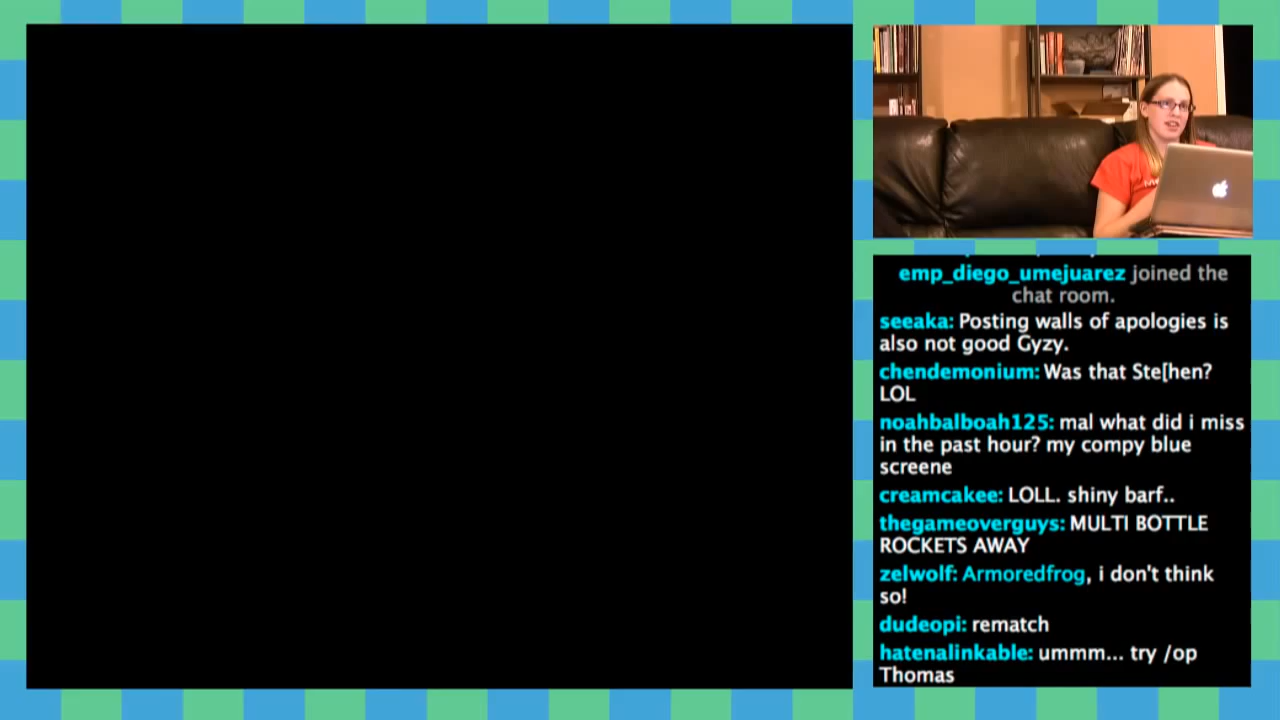 emp_diego_umejuarez joined the
chat room.
seeaka: Posting walls of apologies is
also not good Gyzy.
chendemonium: Was that Ste[hen?
LOL
noahbalboah125: mal what did i miss
in the past hour? my compy blue
screene
creamcakee: LOLL. shiny barf..
thegameoverguys: MULTI BOTTLE
ROCKETS AWAY
zelwolf: Armoredfrog, i don't think
so!
dudeopi: rematch
hatenalinkable: ummm... try /op
Thomas